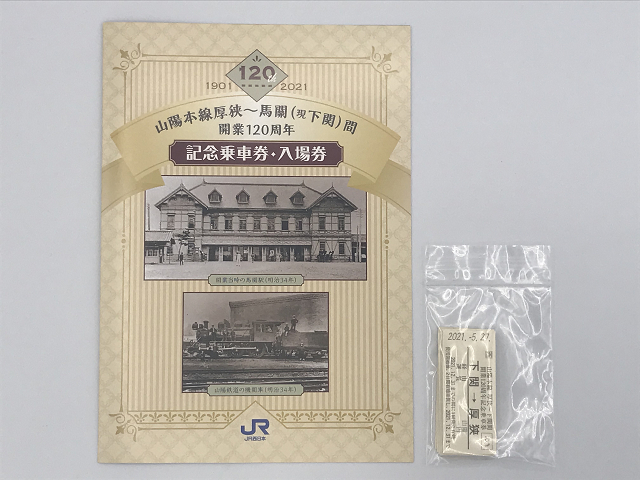 120
1901
2021
山陽本線厚狭～馬關(現下関)間
開業120周年
記念乗車券・入場券
開業当時の馬關駅(明治34年)
山陽鉄道の機関車(明治34年)
JR
JR西日本
2021.-5.27
下関→厚狭